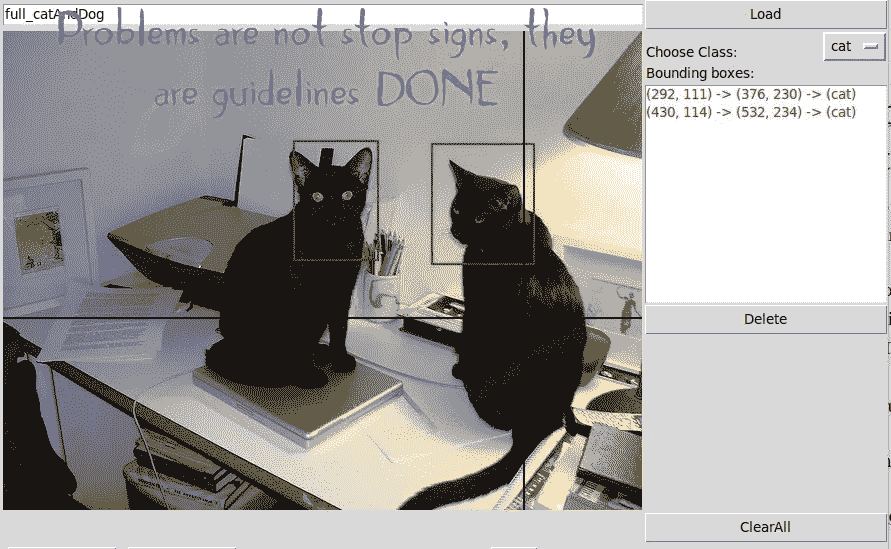 full_catAndDog
Problems are not stop signs, they
are guidelines DONE
Load
Choose Class:
cat
Bounding boxes:
(292, 111) -> (376, 230) -> (cat)
(430, 114) -> (532, 234) -> (cat)
Delete
ClearAll